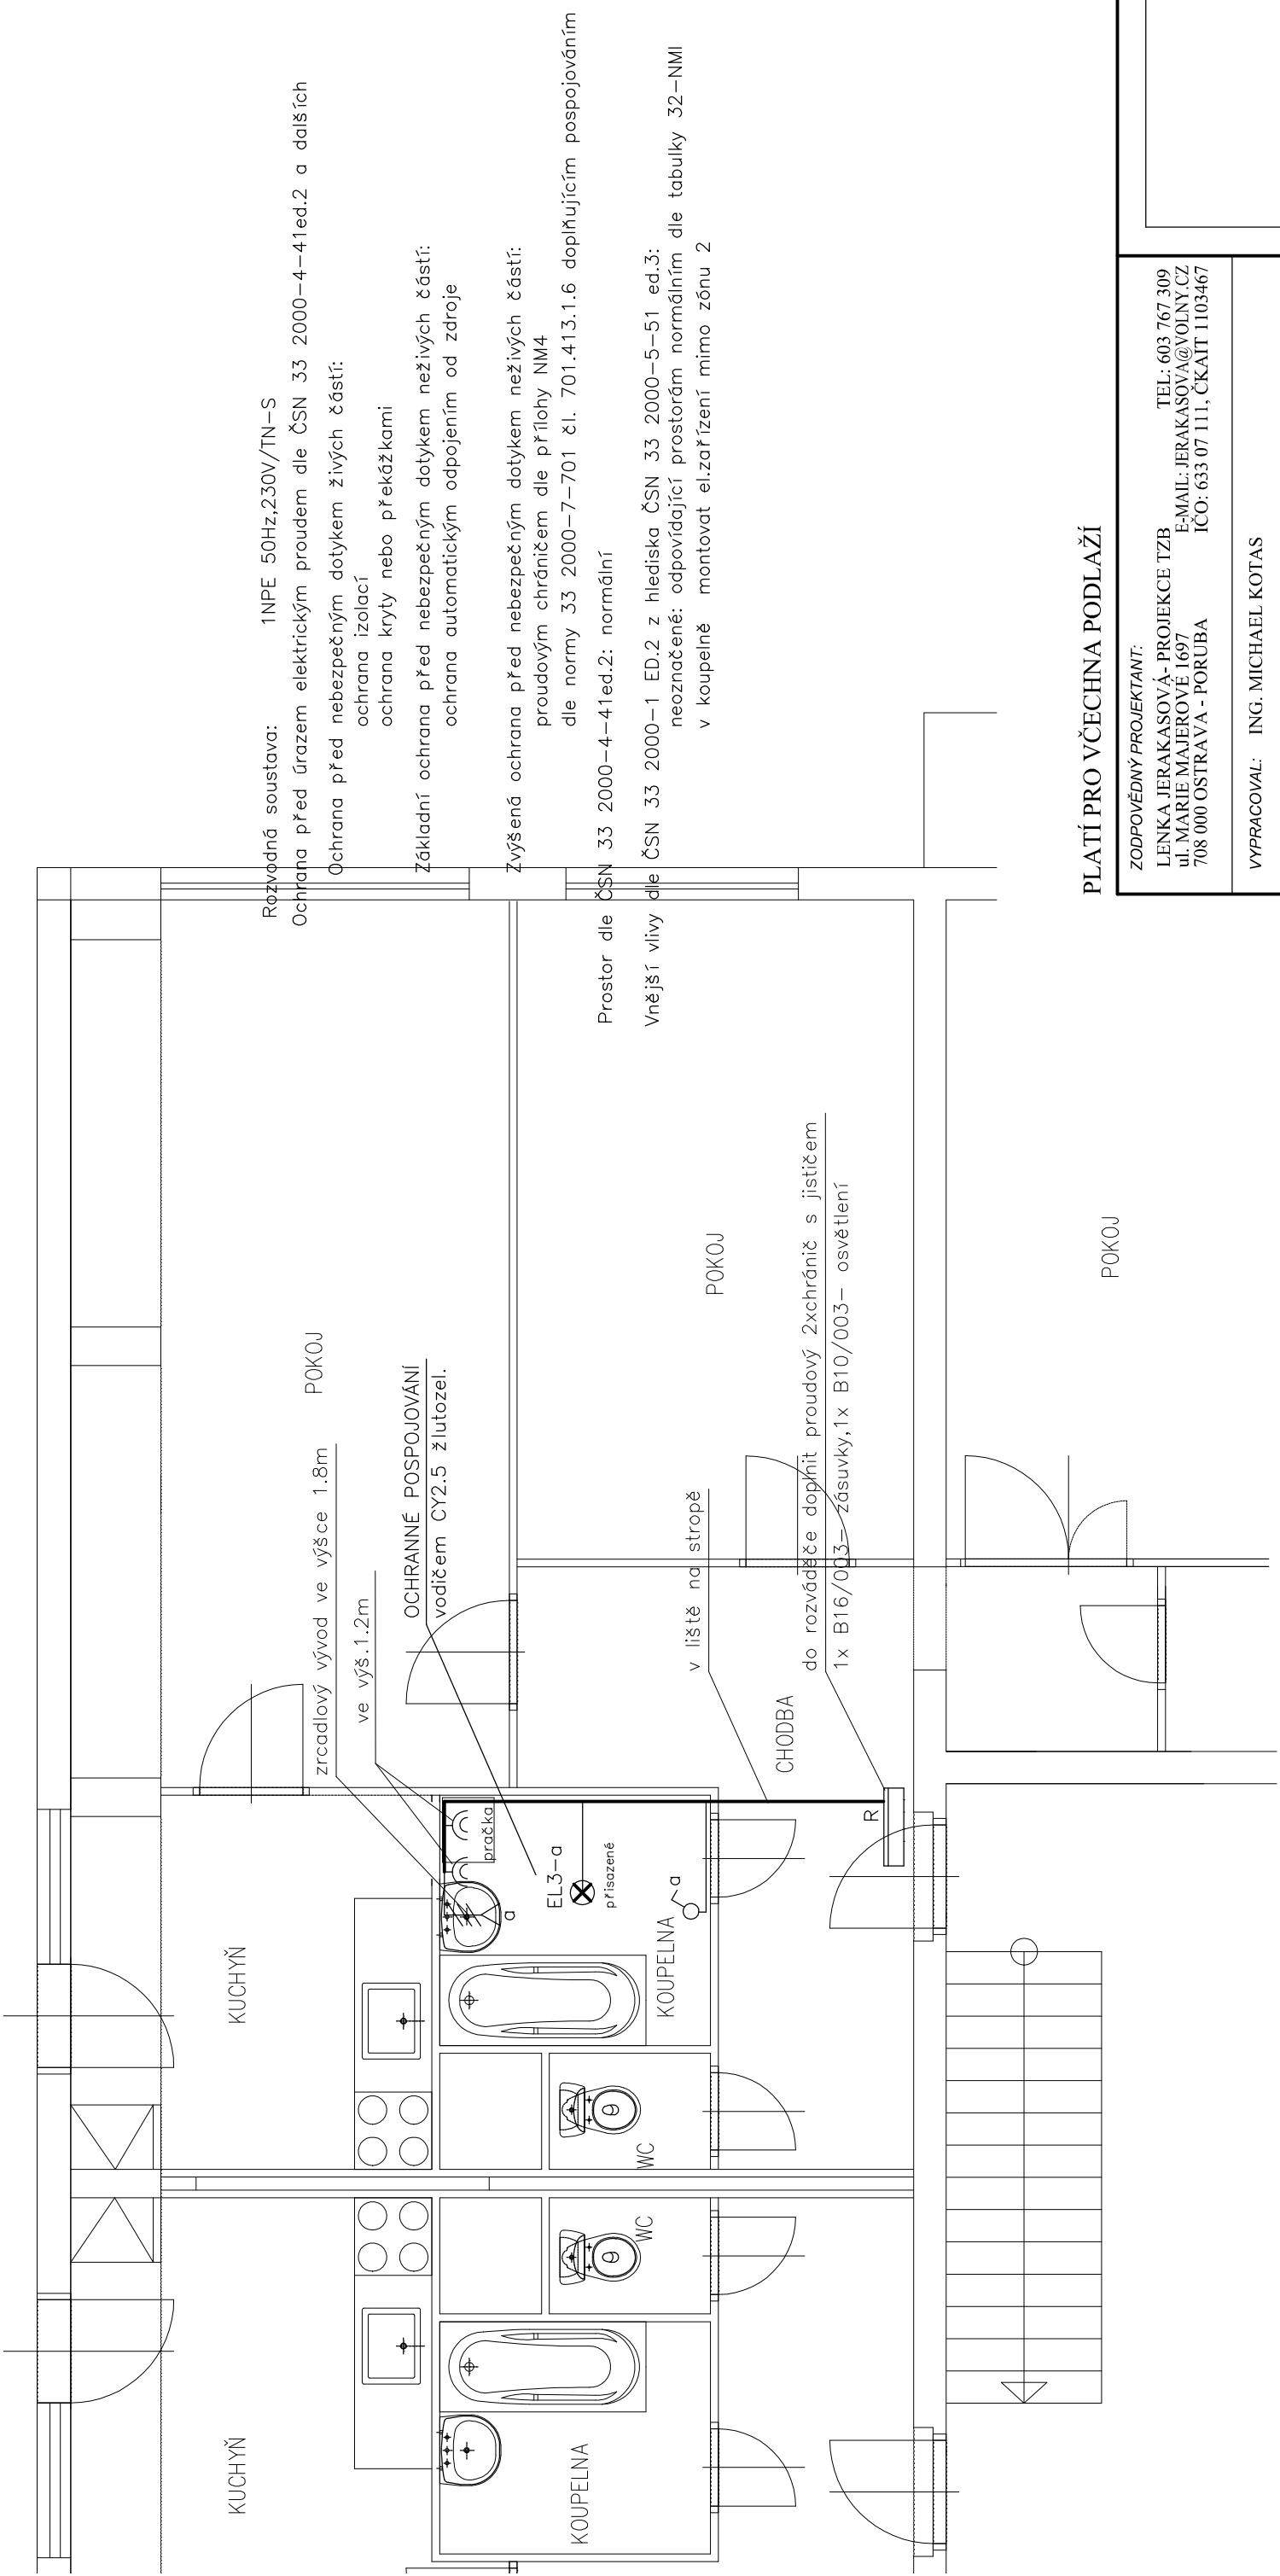 Rozvodná soustava: 1NPE 50Hz,230V/TN-S
Ochrana před úrazem elektrickým proudem dle ČSN 33 2000-4-41ed.2 a dalších
Ochrana před nebezpečným dotykem živých částí:
ochrana izolací
ochrana kryty nebo překážkami
Základní ochrana před nebezpečným dotykem neživých částí:
ochrana automatickým odpojením od zdroje
Zvýšená ochrana před nebezpečným dotykem neživých částí:
proudovým chráničem dle přílohy NM4
dle normy 33 2000-7-701 čl. 701.413.1.6 doplňujícím pospojováním
Prostor dle ČSN 33 2000-4-41ed.2: normální
Vnější vlivy dle ČSN 33 2000-1 ED.2 z hlediska ČSN 33 2000-5-51 ed.3:
neoznačené: odpovídající prostorám normálním dle tabulky 32-NMI
v koupelně montovat el.zařízení mimo zónu 2
POKOJ
zrcadlový vývod ve výšce 1.8m
ve výš.1.2m
OCHRANNÉ POSPOJOVÁNÍ
vodičem CY2.5 žlutozel.
POKOJ
v liště na stropě
CHODBA
do rozváděče doplnit proudový 2xchránič s jističem
1x B16/003- zásuvky,1x B10/003- osvětlení
R
POKOJ
KUCHYŇ
pračka
a
EL3-a
přisazené
a
KOUPELNA
WC
KUCHYŇ
WC
KOUPELNA
PLATÍ PRO VČECHNA PODLAŽÍ
ZODPOVĚDNÝ PROJEKTANT:
LENKA JERAKASOVÁ- PROJEKCE TZB TEL: 603 767 309
ul. MARIE MAJEROVÉ 1697 E-MAIL: JERAKASOVA@VOLNY.CZ
708 000 OSTRAVA - PORUBA IČO: 633 07 111, ČKAIT 1103467
VYPRACOVAL: ING. MICHAEL KOTAS